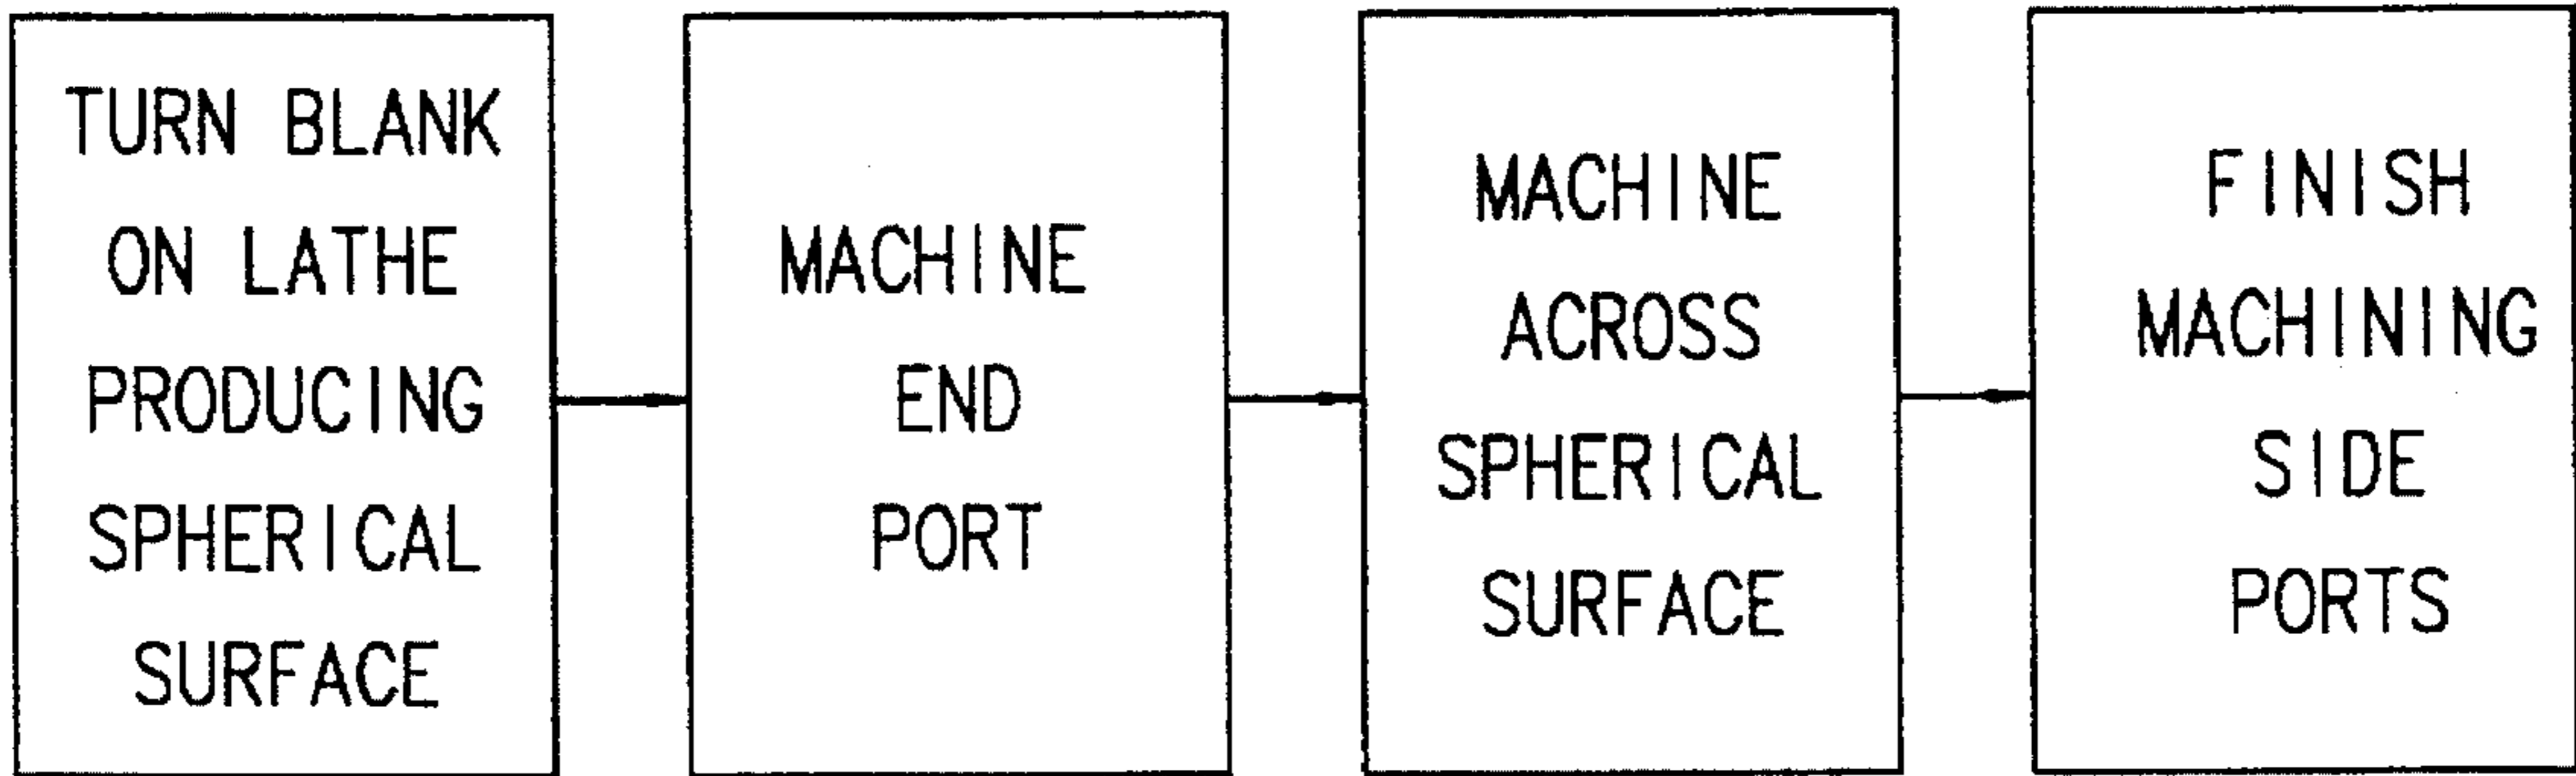 TURN BLANK
ON LATHE
PRODUCING
SPHERICAL
SURFACE
MACHINE
END
PORT
MACHINE
ACROSS
SPHERICAL
SURFACE
FINISH
MACHINING
SIDE
PORTS